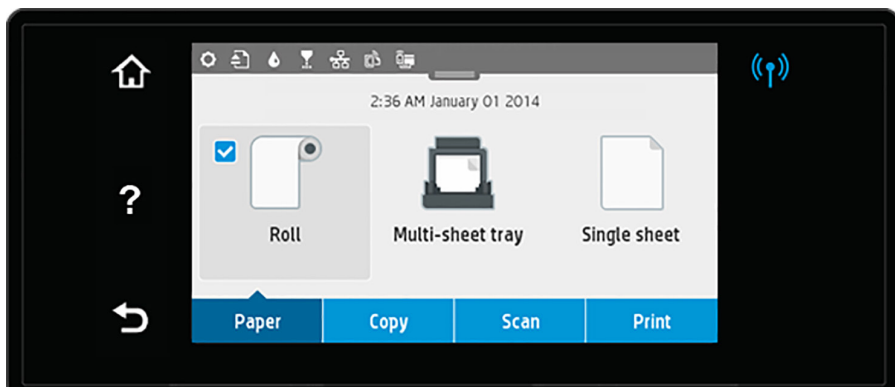 2:36 AM January 01 2014
?
Roll Multi-sheet tray Single sheet
Paper Copy Scan Print